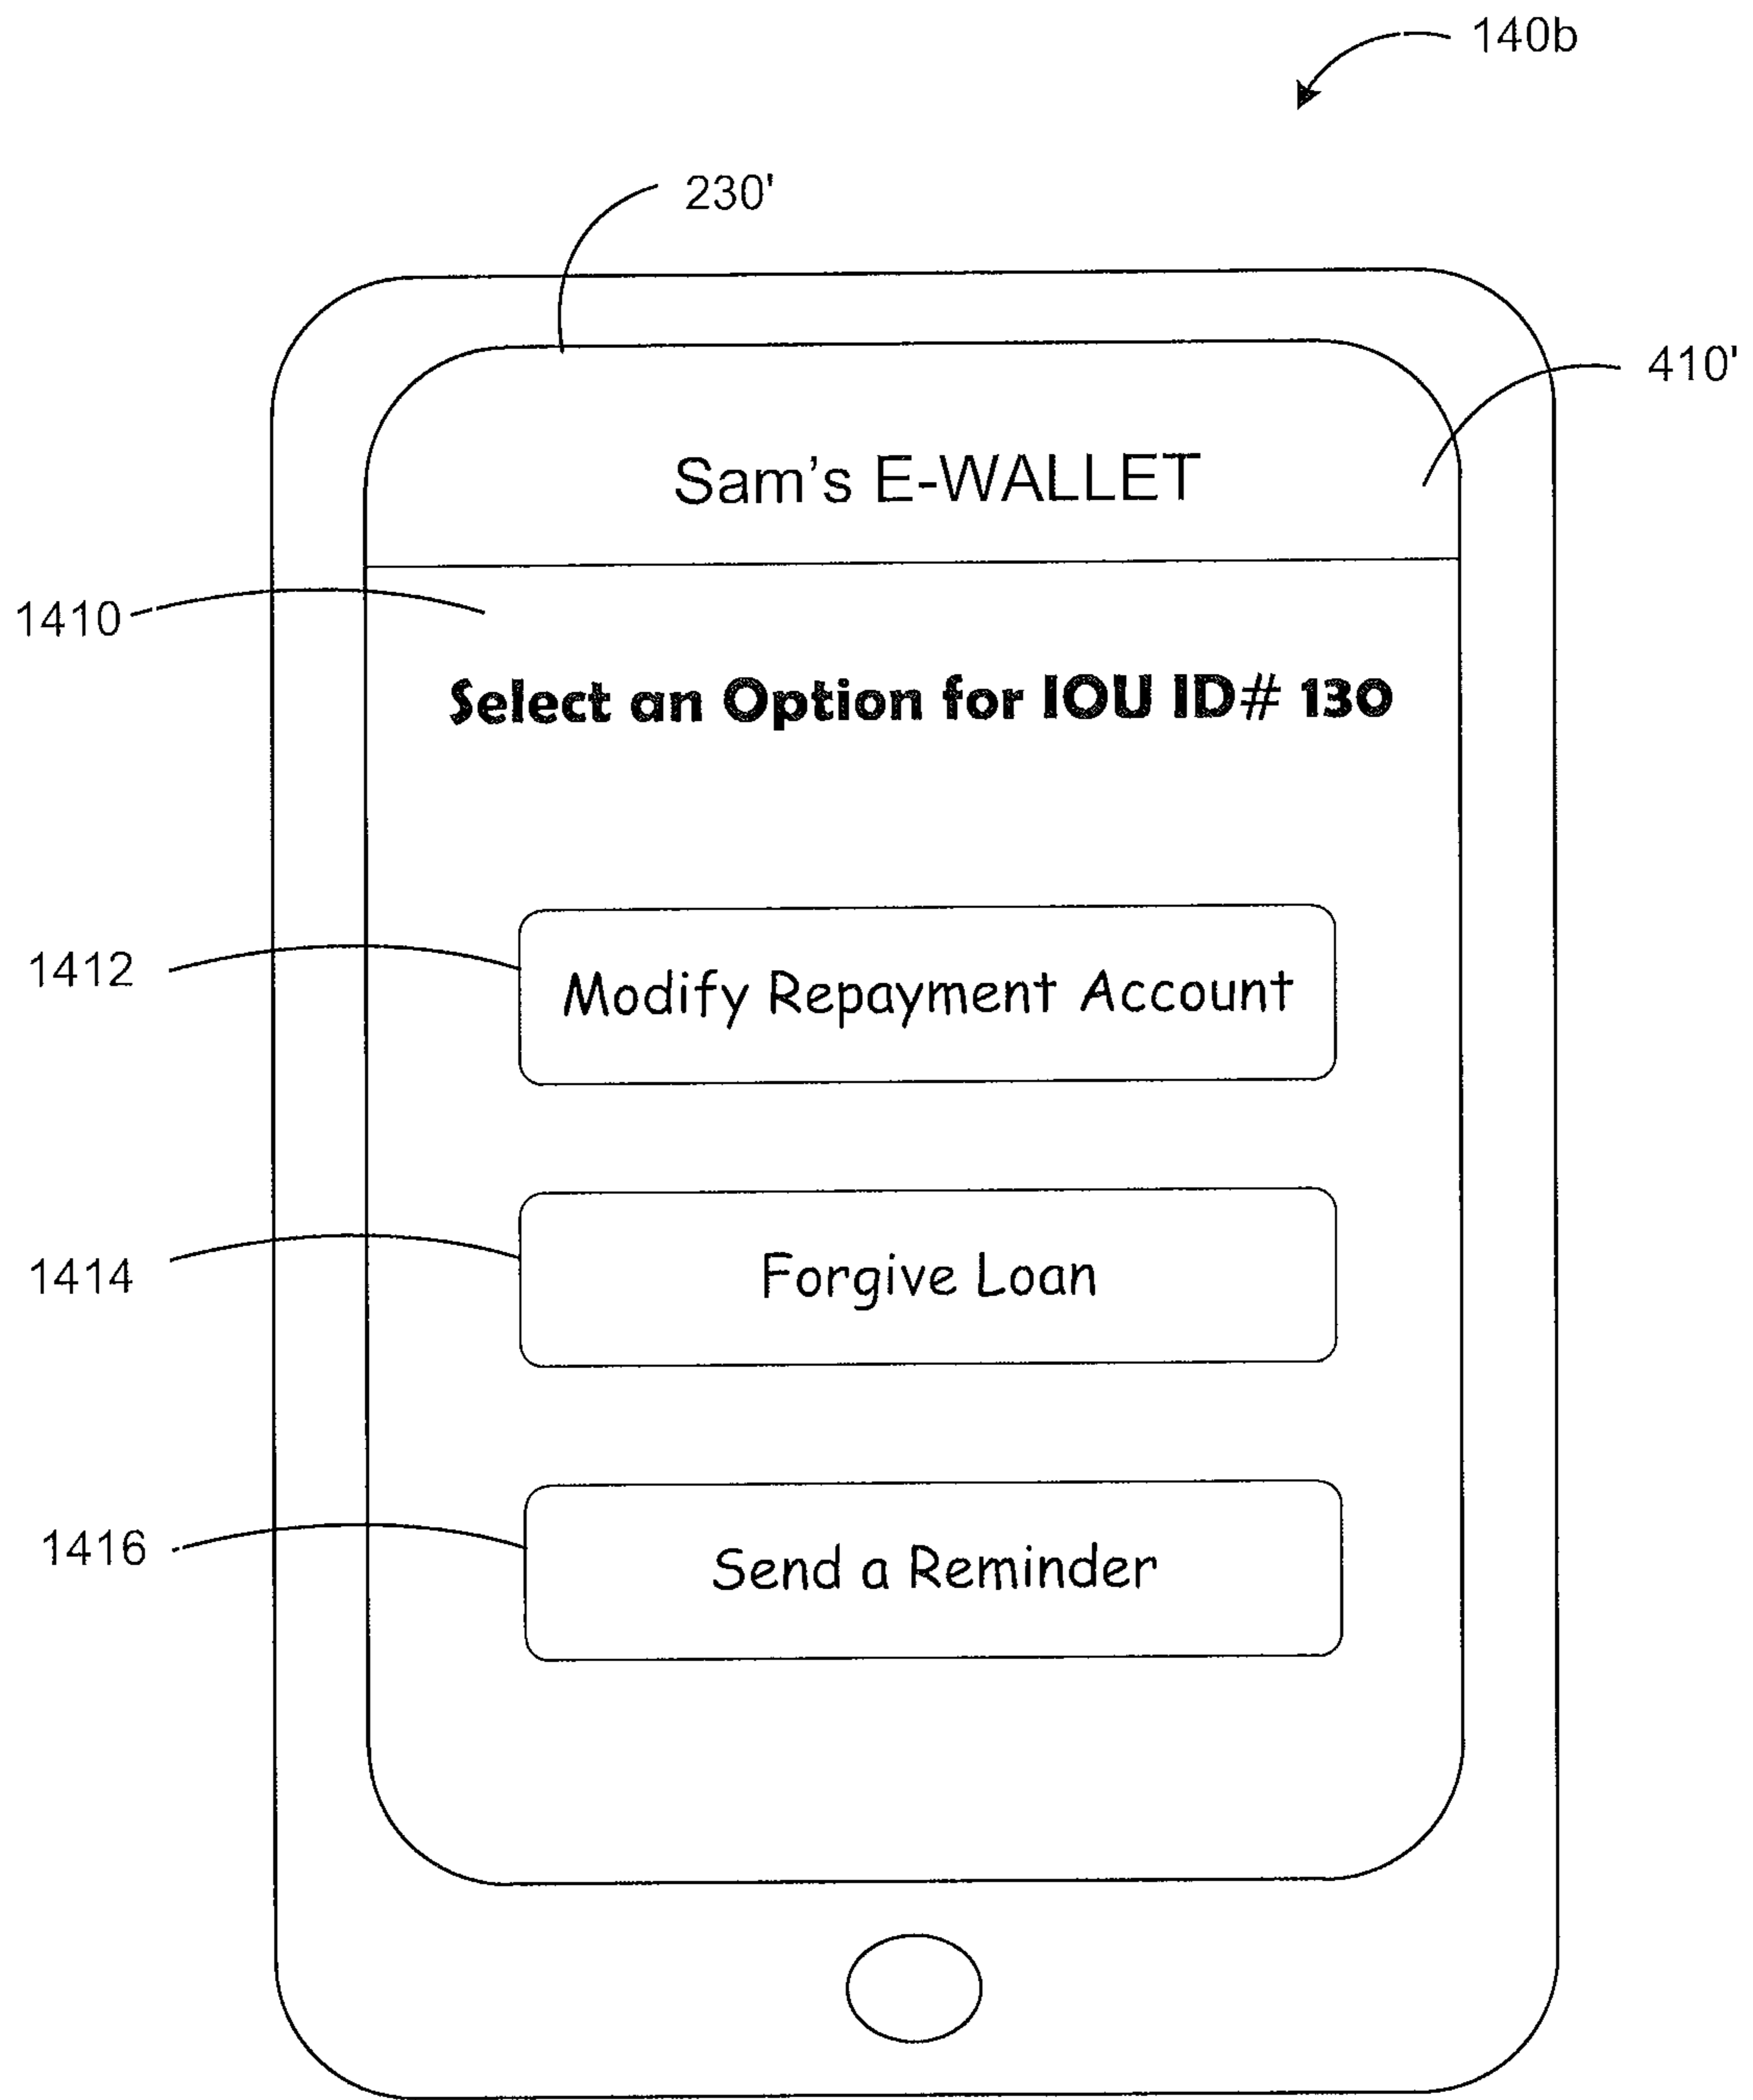 140b
230'
410'
Sam's E-WALLET
1410
Select an Option for IOU ID# 130
1412
Modify Repayment Account
1414
Forgive Loan
1416
Send a Reminder